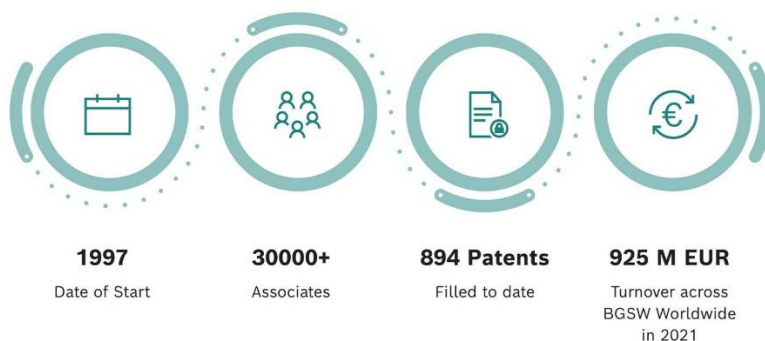 1997
Date of Start
30000+
Associates
894 Patents
Filled to date
925 M EUR
Turnover across
BGSW Worldwide
in 2021